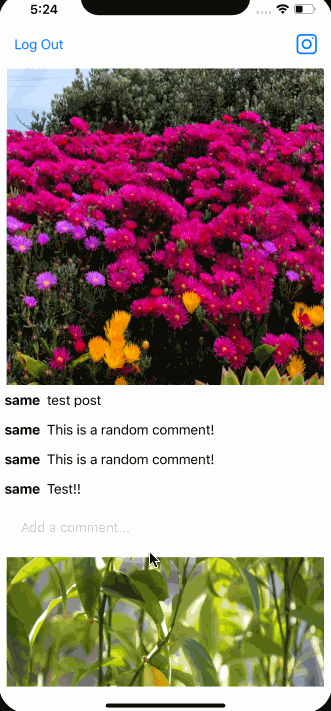 5:24
Log Out
same test post
same This is a random comment!
same This is a random comment!
same Test!!
Add a comment...